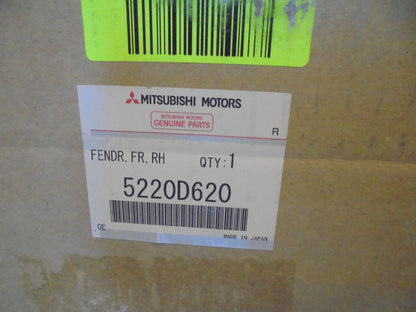 MITSUBISHI MOTORS
MITSUBISHI MOTORS
GENUINE PARTS
R
FENDR, FR, RH QTY:1
5220D620
OE
MADE IN JAPAN